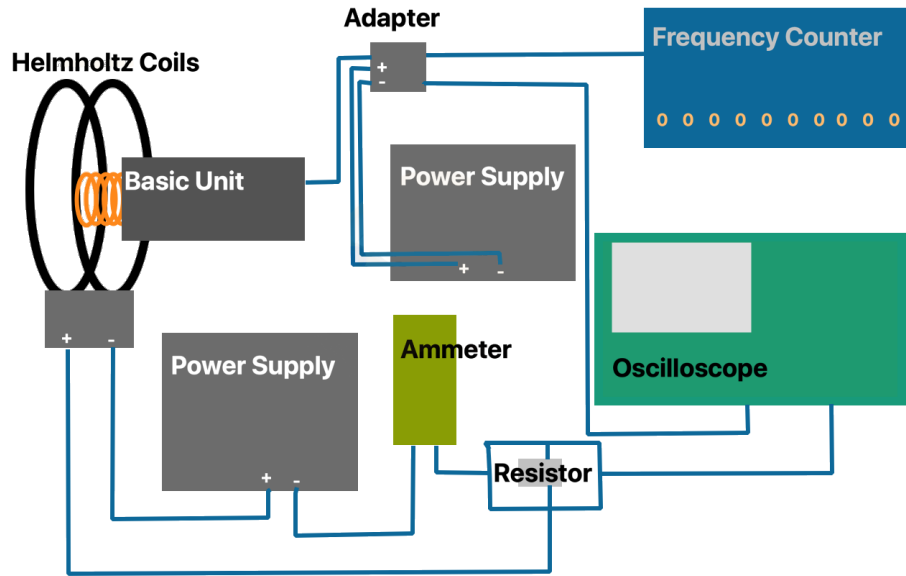 Adapter
Frequency Counter
Helmholtz Coils
+
-
0 0 0 0 0 0 0 0 0 0
Basic Unit
Power Supply
+ -
+ -
Power Supply
Ammeter
Oscilloscope
+ -
Resistor